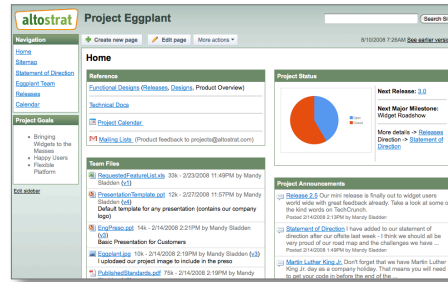 altostrat
Project Eggplant
Search Si
Create new page
Edit page
More actions
8/10/2008 7:26AM See earlier versio
Navigation
Home
Sitemap
Statement of Direction
Eggplant Team
Releases
Calendar
Project Goals
Bringing
Widgets to the
Masses
Happy Users
Flexible
Platform
Edit sidebar
Home
Reference
Functional Designs (Releases, Designs, Product Overview)
Technical Docs
Project Calendar
Mailing Lists (Product feedback to projects@altostrat.com)
Team Files
RequestedFeatureList.xls 33k - 2/23/2008 11:49PM by Mandy
Sladden (v1)
PresentationTemplate.ppt 12k - 2/27/2008 11:57PM by Mandy
Sladden (v4)
Default template for any presentation (contains our company
logo)
EngPresc.ppt 14k - 2/14/2008 2:21PM by Mandy Sladden
(v3)
Basic Presentation for Customers
Eggplant.jpg 10k - 2/14/2008 2:19PM by Mandy Sladden (v3)
I uplodsed our project image to include in the preso
PublishedStandards.pdf 75k - 2/14/2008 2:19PM by Mandy
Project Status
Next Release: 3.0
Next Major Milestone:
Widget Roadshow
More details -> Releases
Direction -> Statement of
Direction
Project Announcements
Release 2.5 Our mini release is finally out to widget users
world wide with great feedback already. Take a look at some o
the kind words on TechCrunch.
Posted 2/14/2008 2:13PM by Mandy Sladden
Statement of Direction I have added to our statement of
direction after our offsite last week - I think we should all be
very proud of our road map and the challenges we have ...
Posted 2/14/2008 1:49PM by Mandy Sladden
Martin Luther King Jr. Don't forget that we have Martin Luther
King Jr. day as a company holiday. That means you will need
to get your code in before the end of the ...